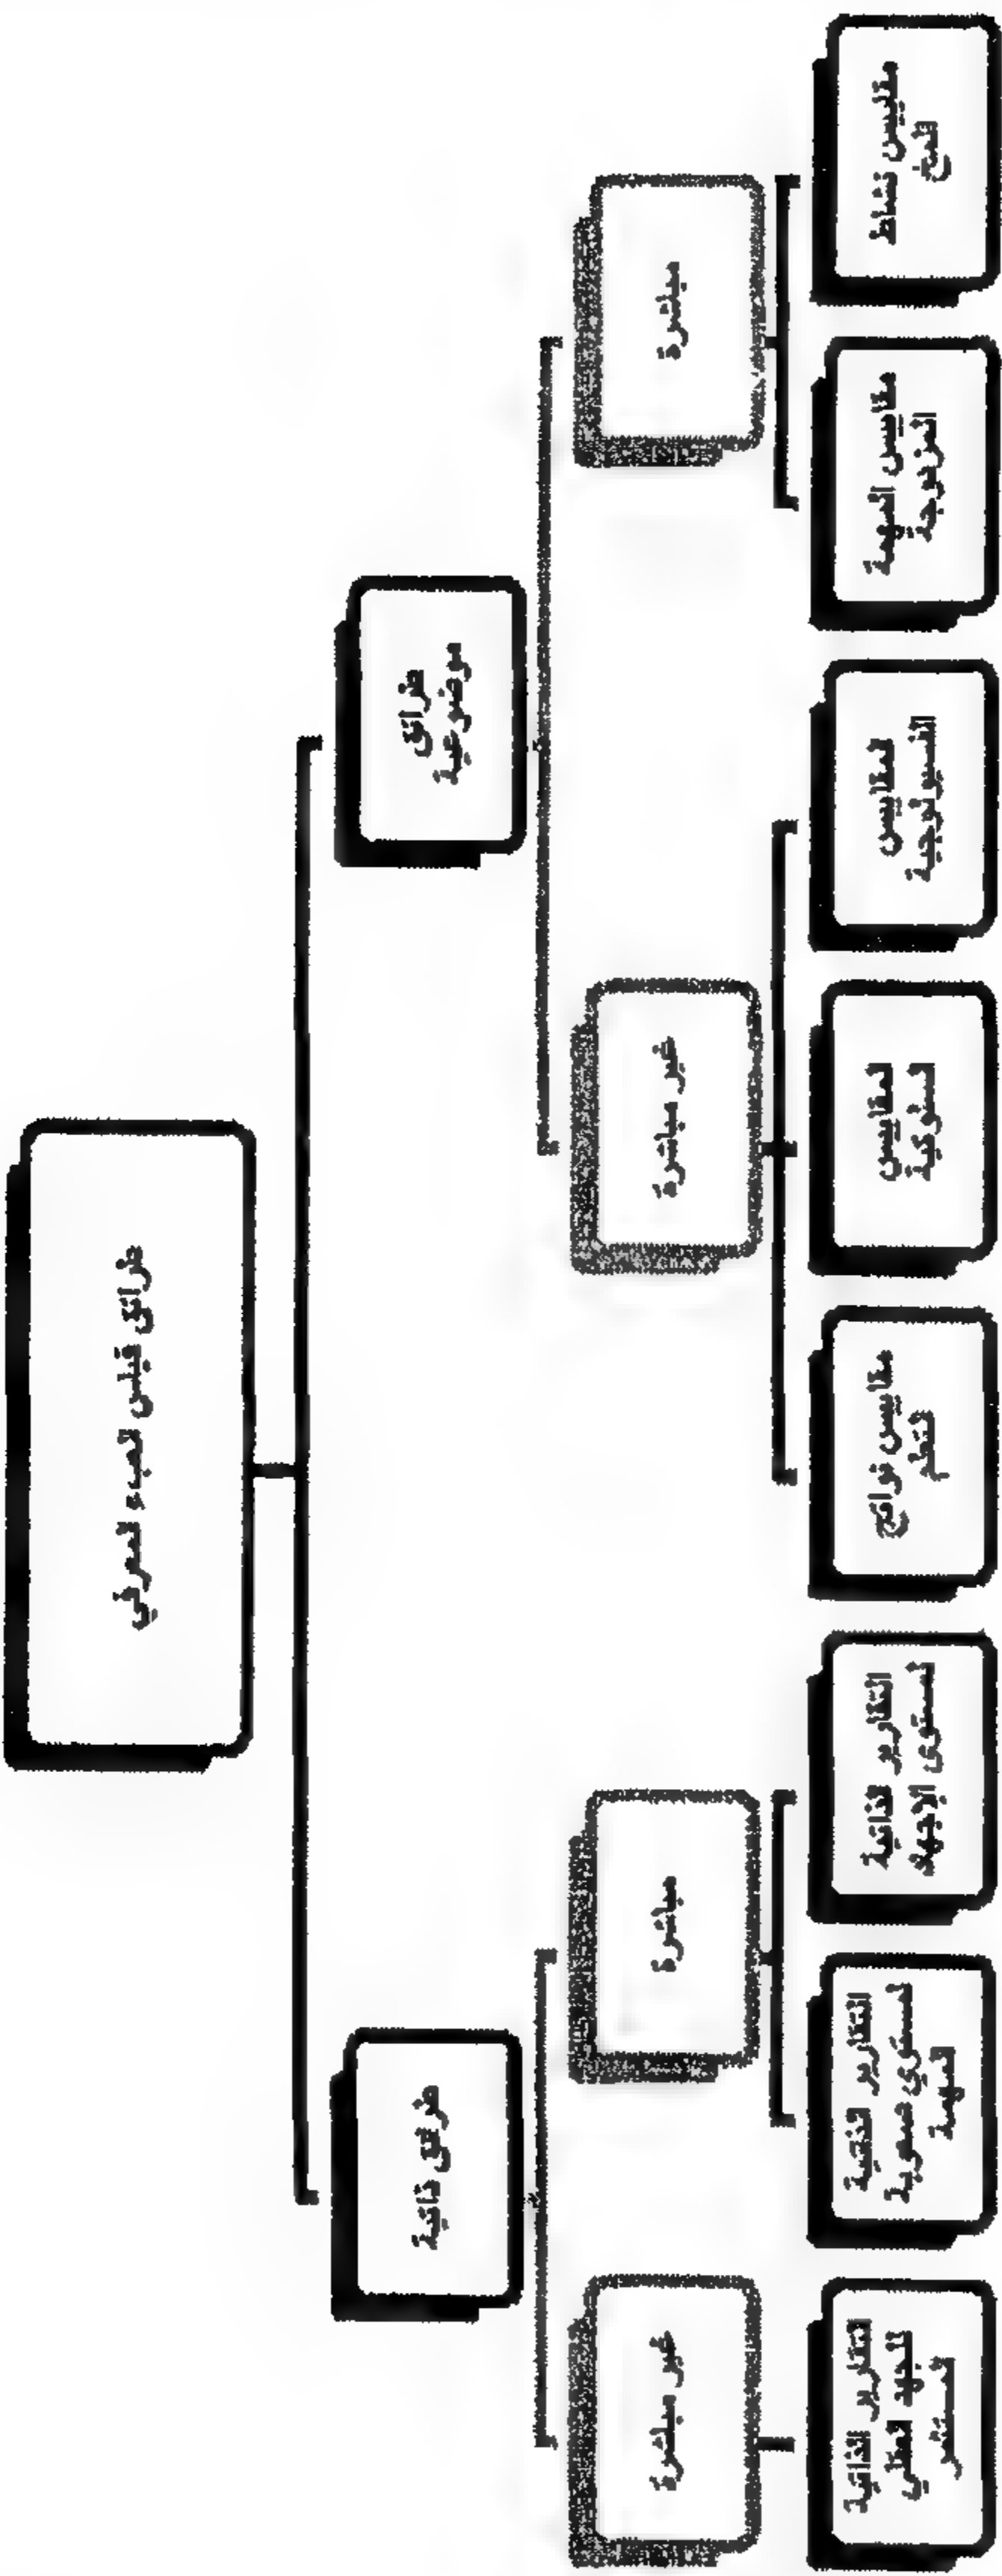 طرائق قياس العبء المعرفي
طرائق
موضوعية
طرائق ذاتية
مباشرة
غير مباشرة
مباشرة
غير مباشرة
مقاييس نشاط
المخ
مقاييس المهمة
المزدوجة
المقاييس
الفسيولوجية
المقاييس
السلوكية
مقاييس نواتج
التعلم
التقارير الذاتية
لمستوى الإجهاد
التقارير الذاتية
لمستوي صعوبة
المهمة
التقارير الذاتية
للجهد العقلي
المستثمر